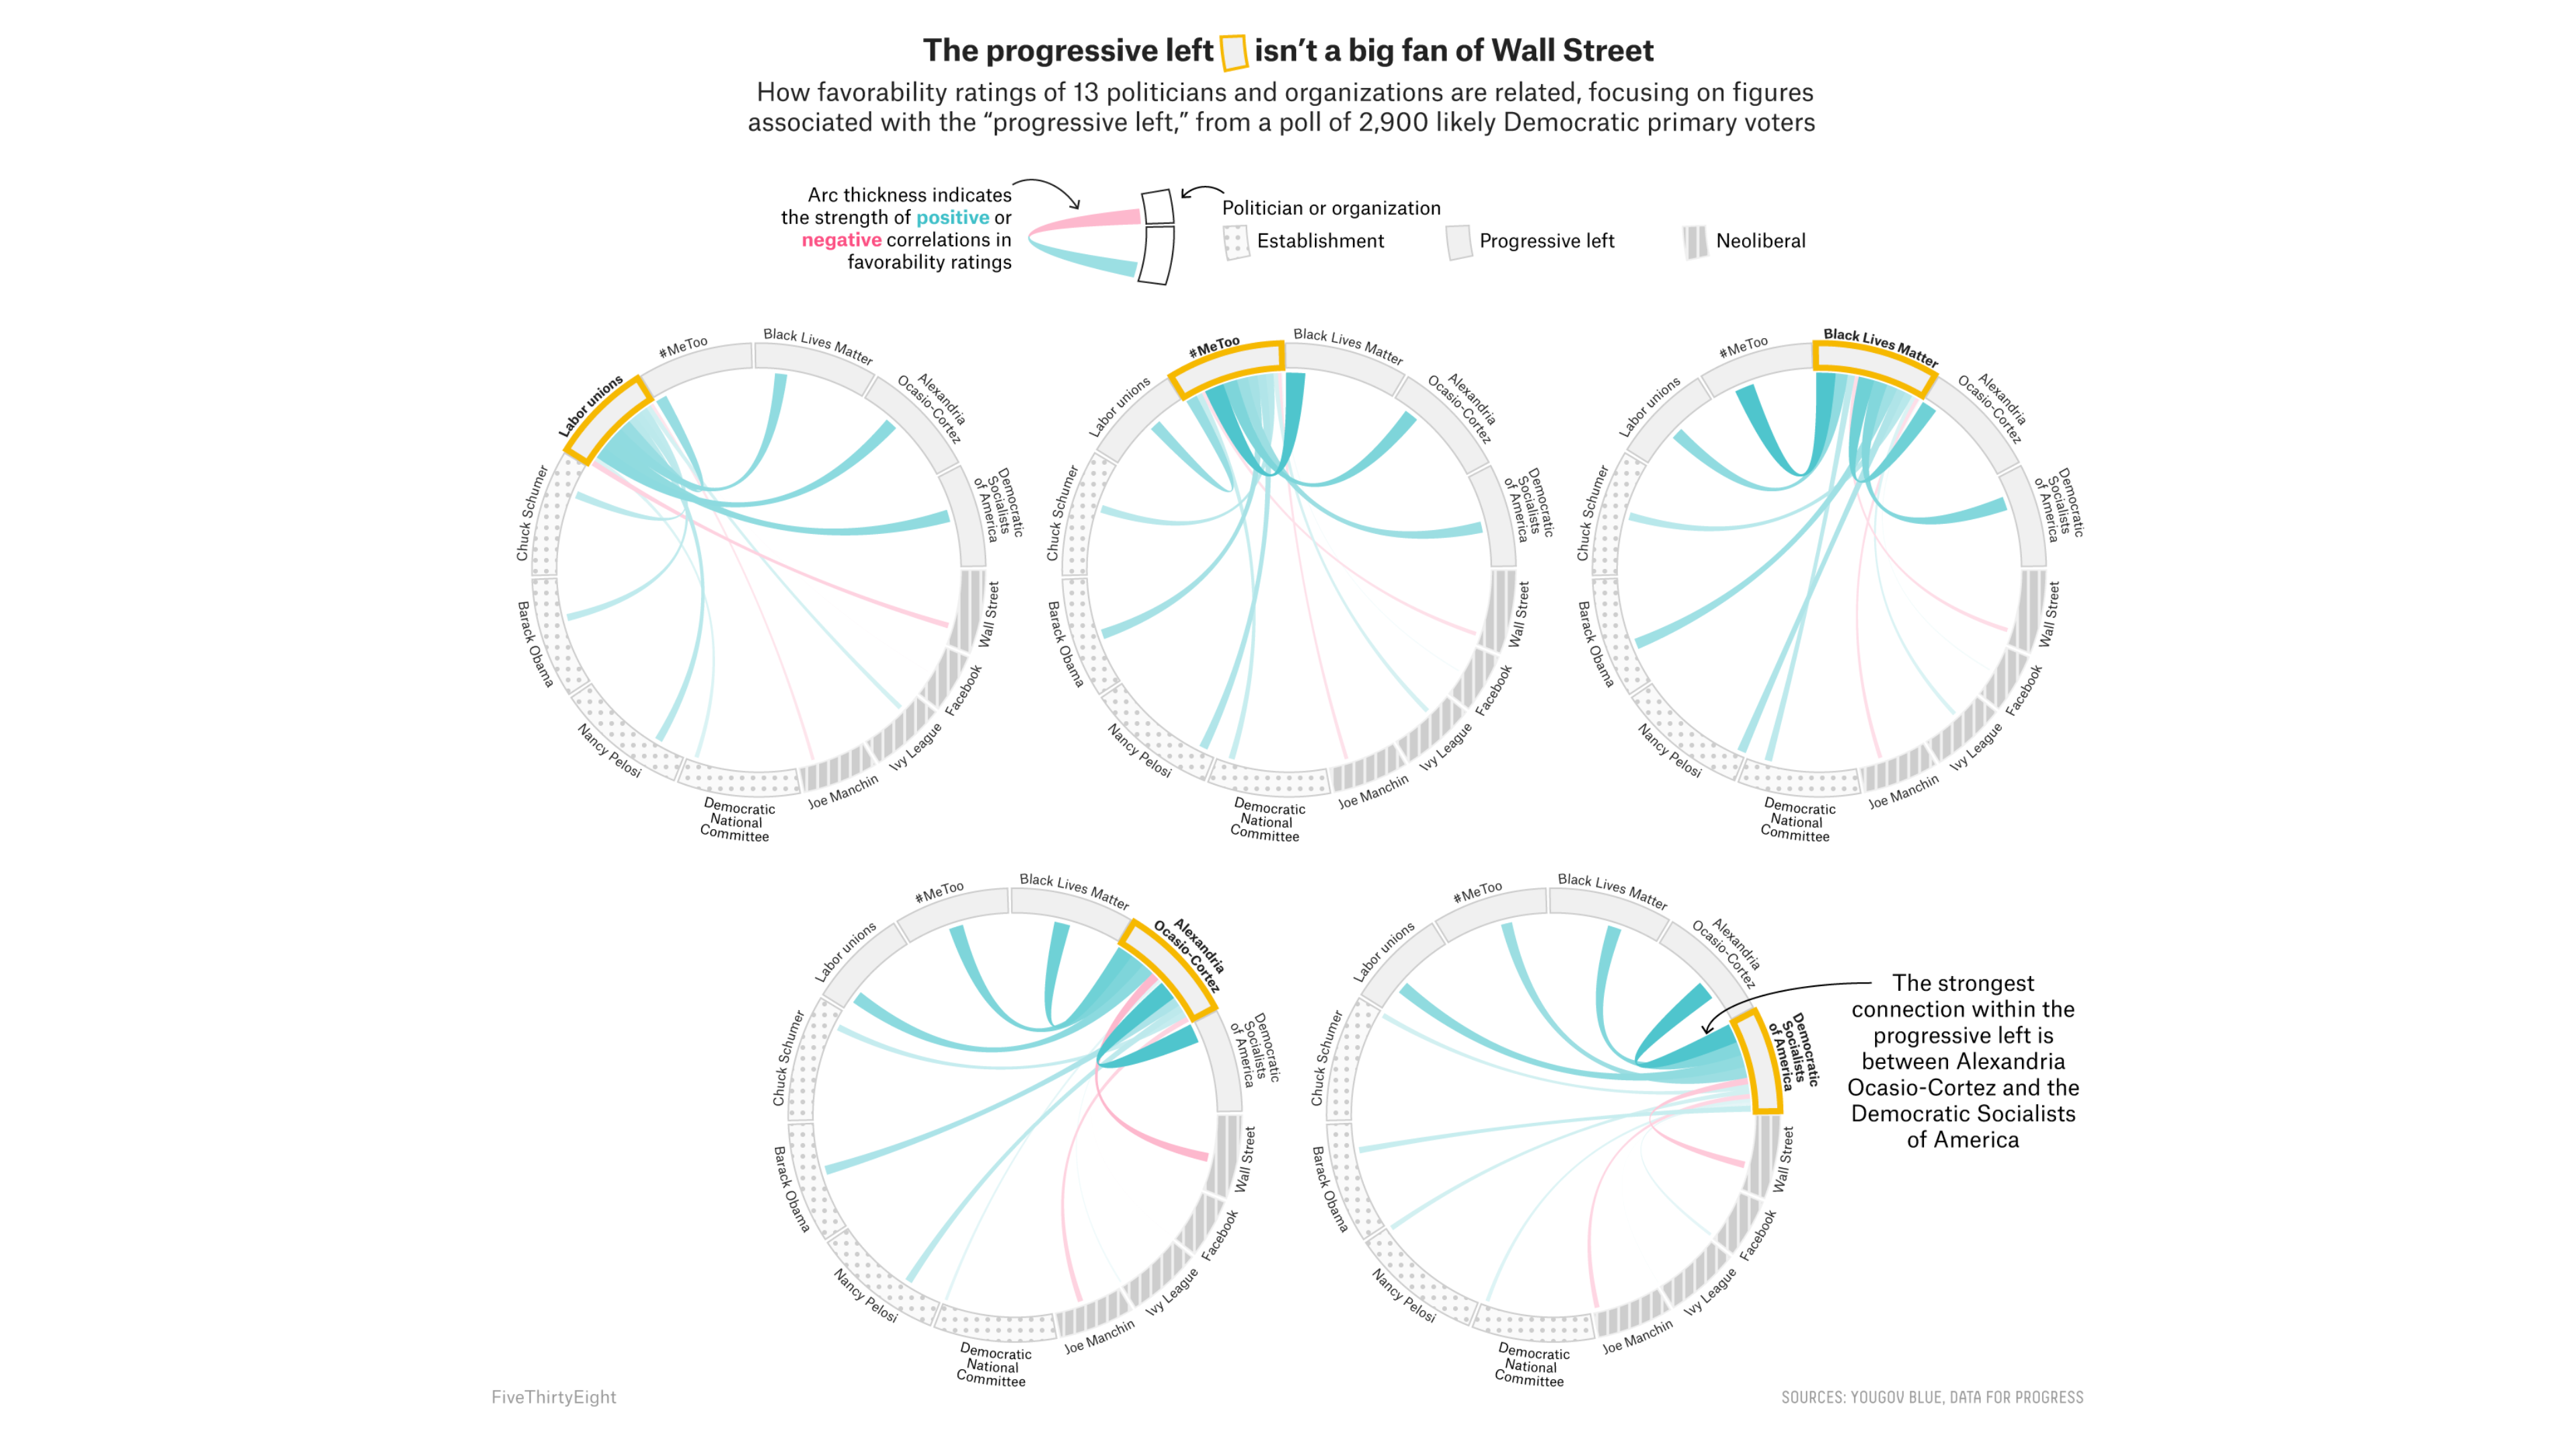 The progressive left isn't a big fan of Wall Street
How favorability ratings of 13 politicians and organizations are related, focusing on figures
associated with the “progressive left,” from a poll of 2,900 likely Democratic primary voters
Arc thickness indicates
the strength of positive or
negative correlations in
favorability ratings
Politician or organization
Establishment
Progressive left
Neoliberal
Labor unions
#MeToo
Black Lives Matter
Alexandria
Ocasio-Cortez
Democratic
Socialists
of America
Wall Street
Facebook
Ivy League
Joe Manchin
Democratic
National
Committee
Nancy Pelosi
Barack Obama
Chuck Schumer
Labor unions
#MeToo
Black Lives Matter
Alexandria
Ocasio-Cortez
Democratic
Socialists
of America
Wall Street
Facebook
Ivy League
Joe Manchin
Democratic
National
Committee
Nancy Pelosi
Barack Obama
Chuck Schumer
Labor unions
#MeToo
Black Lives Matter
Alexandria
Ocasio-Cortez
Democratic
Socialists
of America
Wall Street
Facebook
Ivy League
Joe Manchin
Democratic
National
Committee
Nancy Pelosi
Barack Obama
Chuck Schumer
Labor unions
#MeToo
Black Lives Matter
Alexandria
Ocasio-Cortez
Democratic
Socialists
of America
Wall Street
Facebook
Ivy League
Joe Manchin
Democratic
National
Committee
Nancy Pelosi
Barack Obama
Chuck Schumer
Labor unions
#MeToo
Black Lives Matter
Alexandria
Ocasio-Cortez
Democratic
Socialists
of America
Wall Street
Facebook
Ivy League
Joe Manchin
Democratic
National
Committee
Nancy Pelosi
Barack Obama
Chuck Schumer
The strongest
connection within the
progressive left is
between Alexandria
Ocasio-Cortez and the
Democratic Socialists
of America
FiveThirtyEight
SOURCES: YOUGOV BLUE, DATA FOR PROGRESS